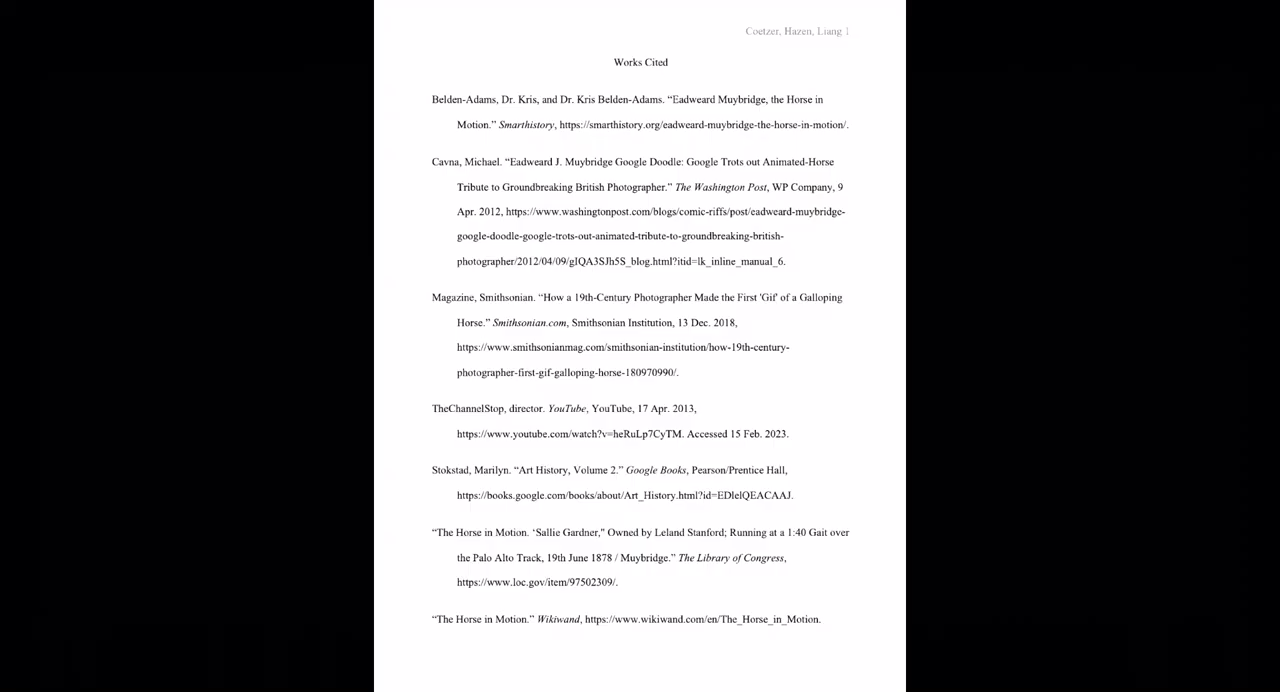 Coetzer, Hazen, Liang 1
Works Cited
Belden-Adams, Dr. Kris, and Dr. Kris Belden-Adams. “Eadweard Muybridge, the Horse in
Motion.” Smarthistory, https://smarthistory.org/eadweard-muybridge-the-horse-in-motion/.
Cavna, Michael. “Eadweard J. Muybridge Google Doodle: Google Trots out Animated-Horse
Tribute to Groundbreaking British Photographer.” The Washington Post, WP Company, 9
Apr. 2012, https://www.washingtonpost.com/blogs/comic-riffs/post/eadweard-muybridge-
google-doodle-google-trots-out-animated-tribute-to-groundbreaking-british-
photographer/2012/04/09/gIQA3SJh5S_blog.html?itid=lk_inline_manual_6.
Magazine, Smithsonian. “How a 19th-Century Photographer Made the First 'Gif' of a Galloping
Horse.” Smithsonian.com, Smithsonian Institution, 13 Dec. 2018,
https://www.smithsonianmag.com/smithsonian-institution/how-19th-century-
photographer-first-gif-galloping-horse-180970990/.
TheChannelStop, director. YouTube, YouTube, 17 Apr. 2013,
https://www.youtube.com/watch?v=heRuLp7CyTM. Accessed 15 Feb. 2023.
Stokstad, Marilyn. “Art History, Volume 2.” Google Books, Pearson/Prentice Hall,
https://books.google.com/books/about/Art_History.html?id=EDlelQEACAAJ.
“The Horse in Motion. ‘Sallie Gardner," Owned by Leland Stanford; Running at a 1:40 Gait over
the Palo Alto Track, 19th June 1878 / Muybridge.” The Library of Congress,
https://www.loc.gov/item/97502309/.
“The Horse in Motion.” Wikiwand, https://www.wikiwand.com/en/The_Horse_in_Motion.